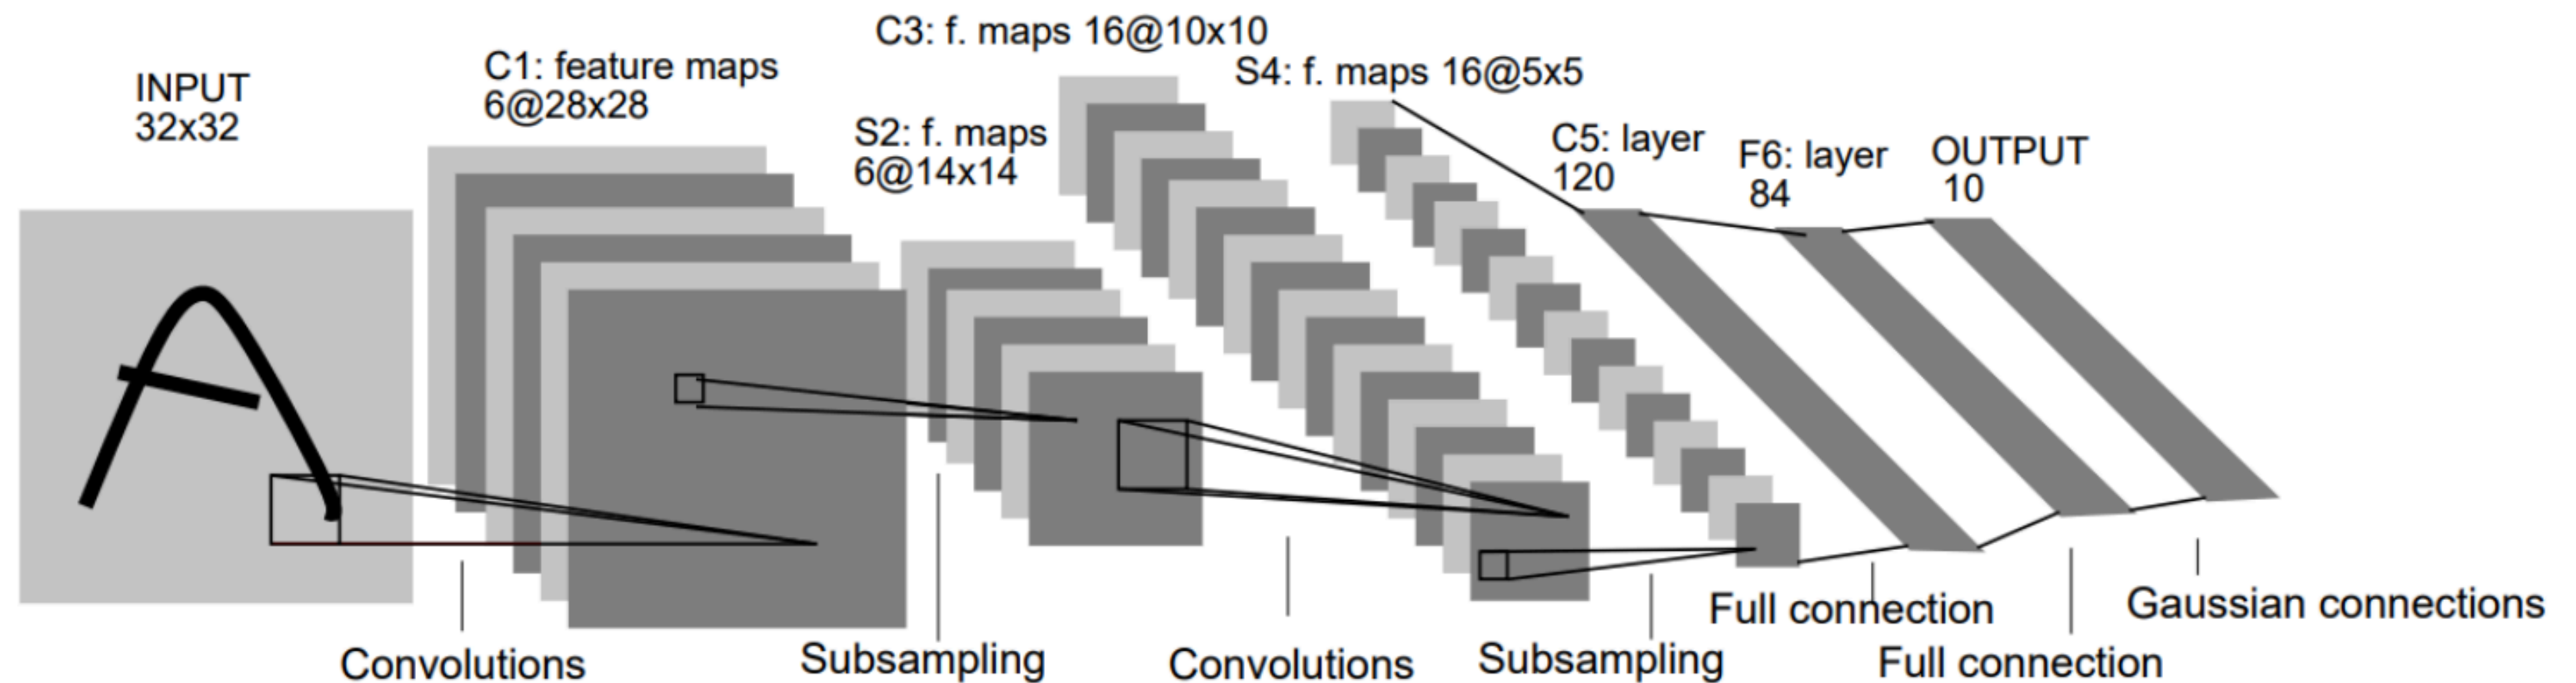 INPUT
32x32
C1: feature maps
6@28x28
S2: f. maps
6@14x14
C3: f. maps 16@10x10
S4: f. maps 16@5x5
C5: layer
120
F6: layer
84
OUTPUT
10
Convolutions
Subsampling
Convolutions
Subsampling
Full connection
Full connection
Gaussian connections
A